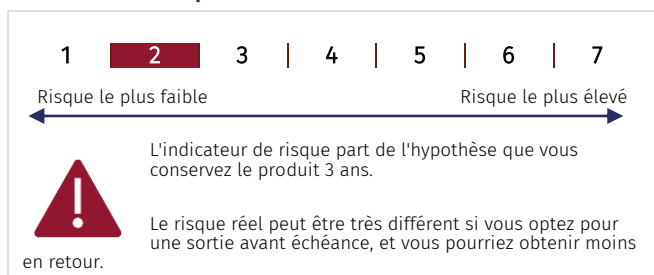 1 2 3 4 5 6 7
Risque le plus faible Risque le plus élevé
L'indicateur de risque part de l'hypothèse que vous
conservez le produit 3 ans.
Le risque réel peut être très différent si vous optez pour
une sortie avant échéance, et vous pourriez obtenir moins
en retour.